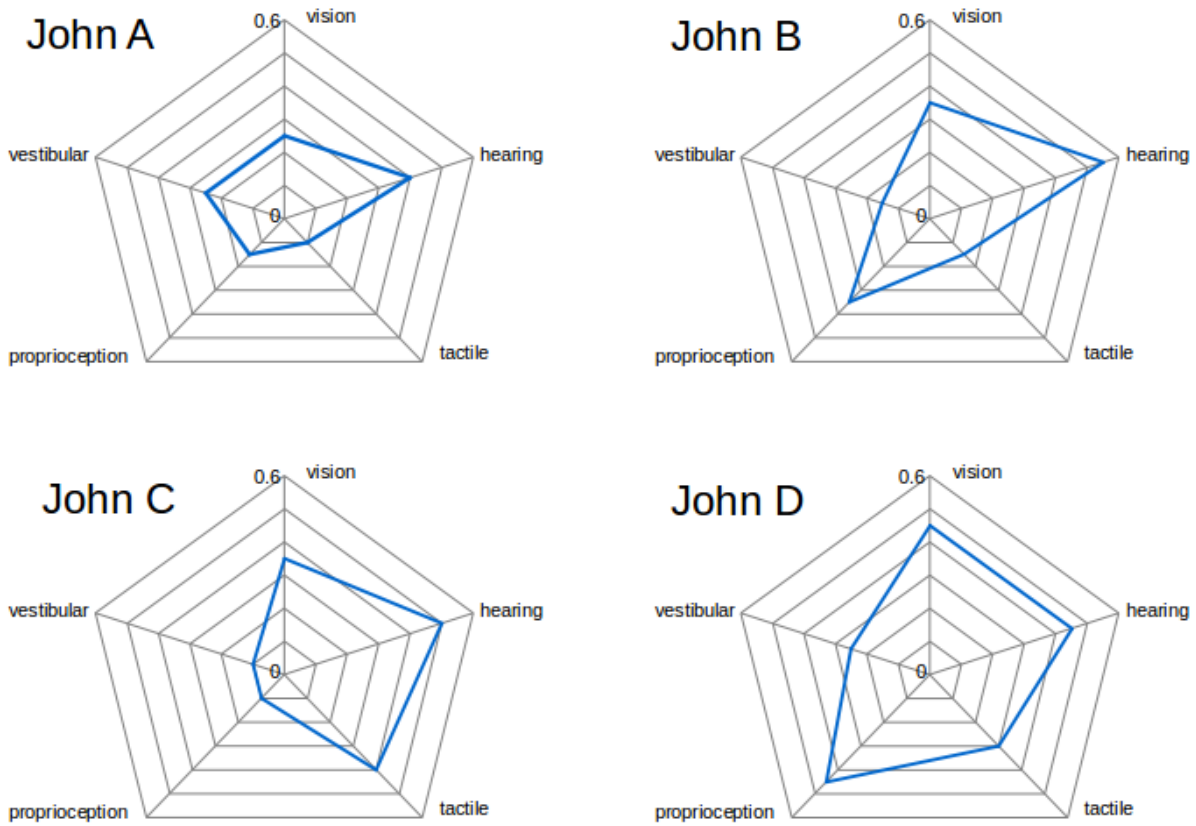 John A
0.6
vision
vestibular
hearing
0
proprioception
tactile
John B
0.6
vision
vestibular
hearing
0
proprioception
tactile
John C
0.6
vision
vestibular
hearing
0
proprioception
tactile
John D
0.6
vision
vestibular
hearing
0
proprioception
tactile